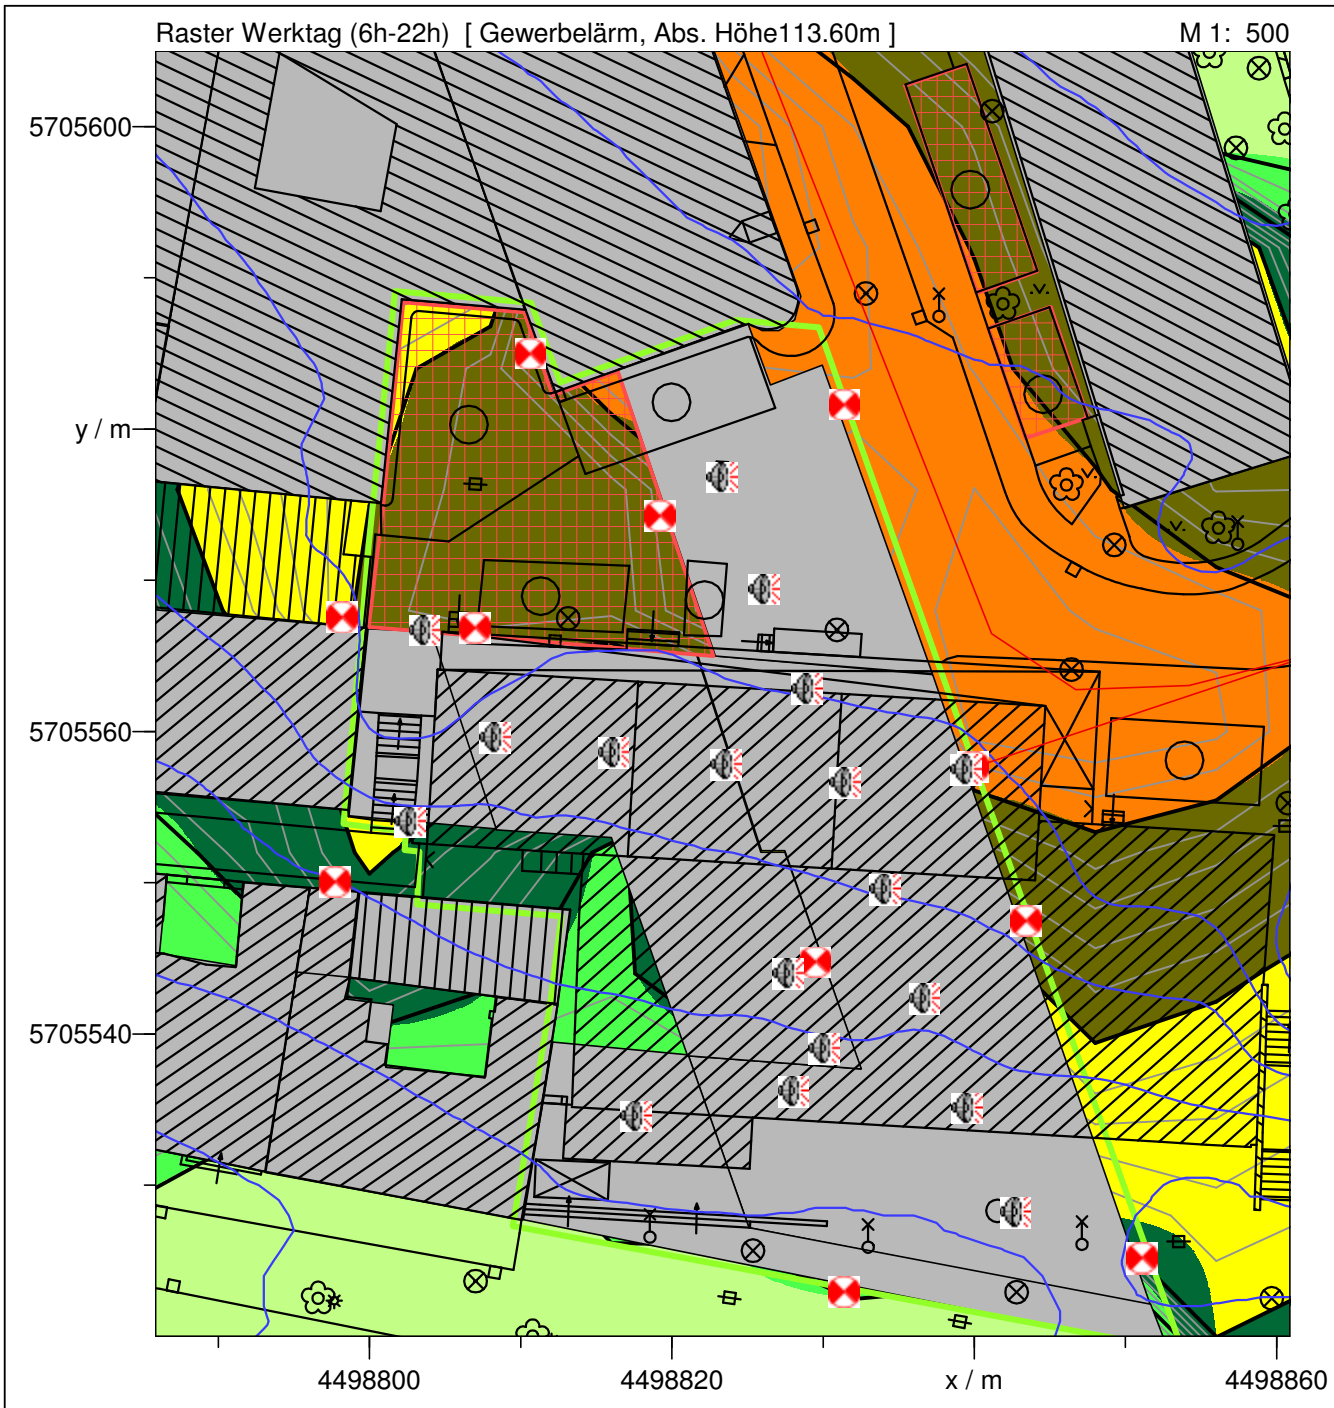 Raster Werktag (6h-22h) [ Gewerbelärm, Abs. Höhe113.60m ] M 1: 500
5705600
y / m
5705560
5705540
4498800 4498820 x / m 4498860